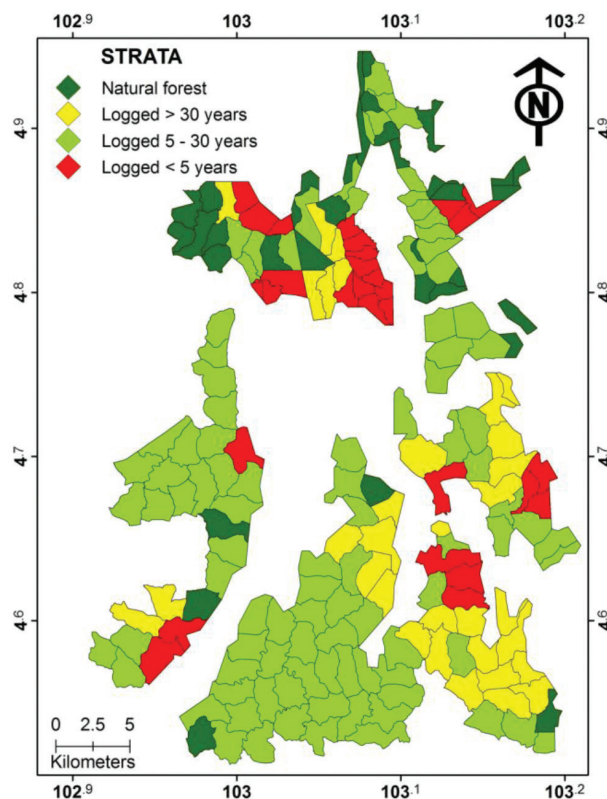 102.9 103 103.1 103.2
STRATA
Natural forest
Logged > 30 years
Logged 5 - 30 years
Logged < 5 years
N
4.9 4.9
4.8 4.8
4.7 4.7
4.6 4.6
0 2.5 5
Kilometers
102.9 103 103.1 103.2